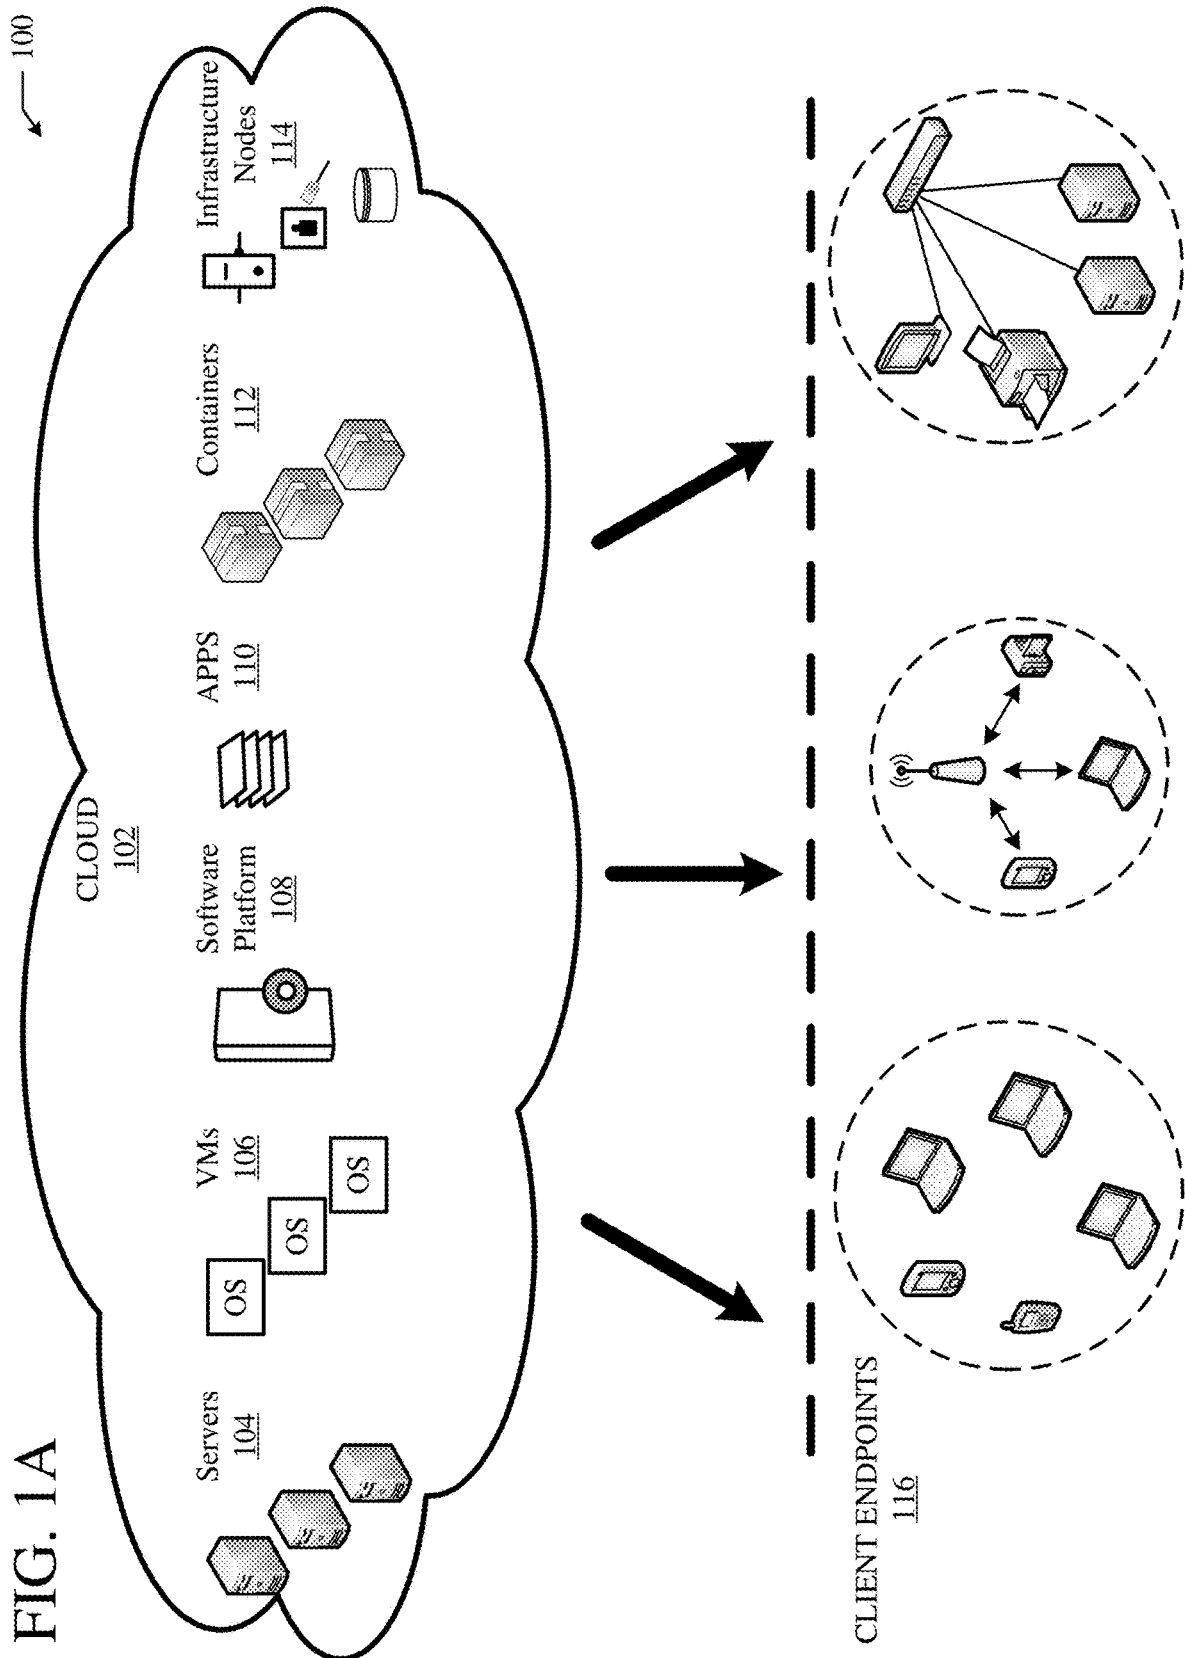 FIG. 1A
100
CLOUD
102
Servers
104
VMs
106
OS
OS
OS
Software
Platform
108
APPS
110
Containers
112
Infrastructure
Nodes
114
CLIENT ENDPOINTS
116